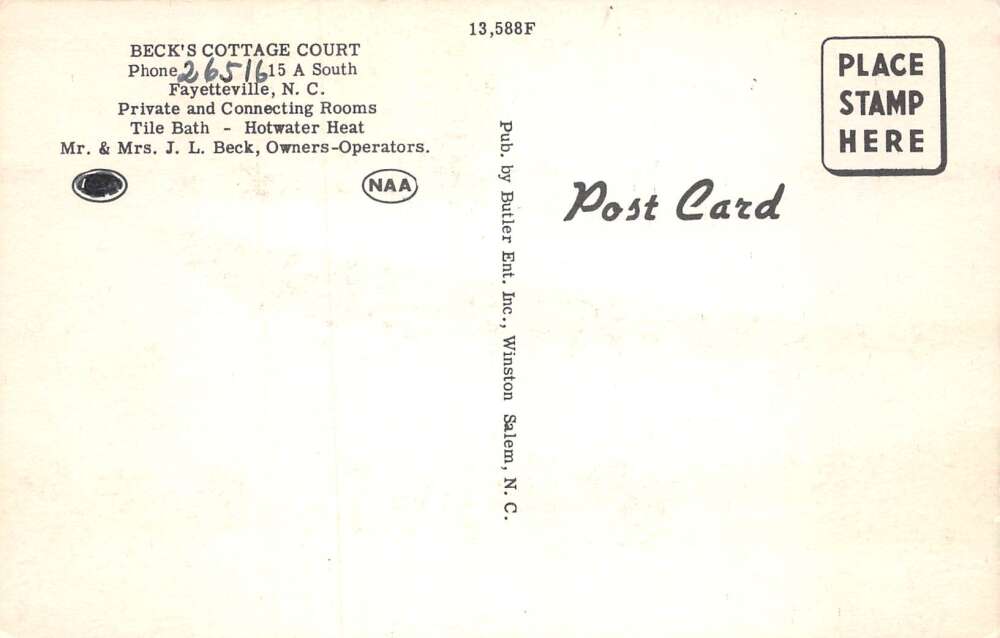 13,588F
BECK'S COTTAGE COURT
Phone 26516 15 A South
Fayetteville, N. C.
Private and Connecting Rooms
Tile Bath - Hotwater Heat
Mr. & Mrs. J. L. Beck, Owners-Operators.
NAA
Pub. by Butler Ent. Inc., Winston Salem, N. C.
Post Card
PLACE
STAMP
HERE